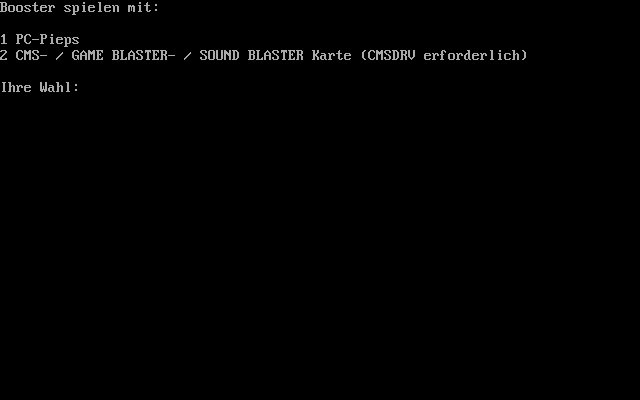 Booster spielen mit:
1 PC-Pieps
2 CMS- / GAME BLASTER- / SOUND BLASTER Karte (CMSDRV erforderlich)
Ihre Wahl: